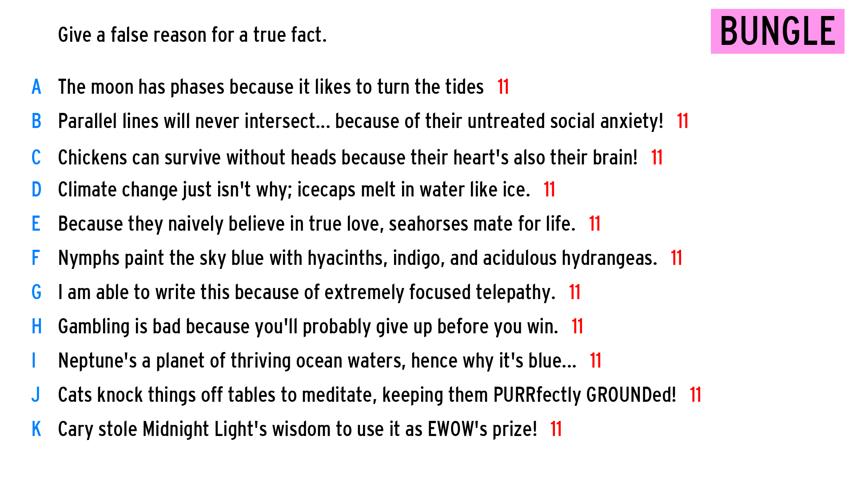 Give a false reason for a true fact.
BUNGLE
A The moon has phases because it likes to turn the tides 11
B Parallel lines will never intersect... because of their untreated social anxiety! 11
C Chickens can survive without heads because their heart's also their brain! 11
D Climate change just isn't why; icecaps melt in water like ice. 11
E Because they naively believe in true love, seahorses mate for life. 11
F Nymphs paint the sky blue with hyacinths, indigo, and acidulous hydrangeas. 11
G I am able to write this because of extremely focused telepathy. 11
H Gambling is bad because you'll probably give up before you win. 11
I Neptune's a planet of thriving ocean waters, hence why it's blue... 11
J Cats knock things off tables to meditate, keeping them PURRfectly GROUNDed! 11
K Cary stole Midnight Light's wisdom to use it as EWOW's prize! 11